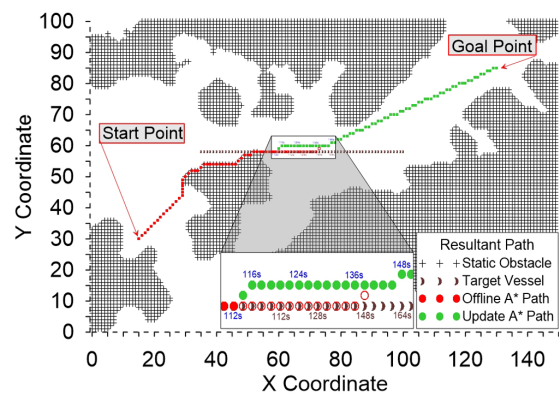 100
90
80
70
60
50
40
30
20
10
0
Y Coordinate
Goal Point
Start Point
148s
116s
124s
136s
112s
112s
128s
148s
164s
Resultant Path
Static Obstacle
Target Vessel
Offline A* Path
Update A* Path
0
20
40
60
80
100
120
140
X Coordinate